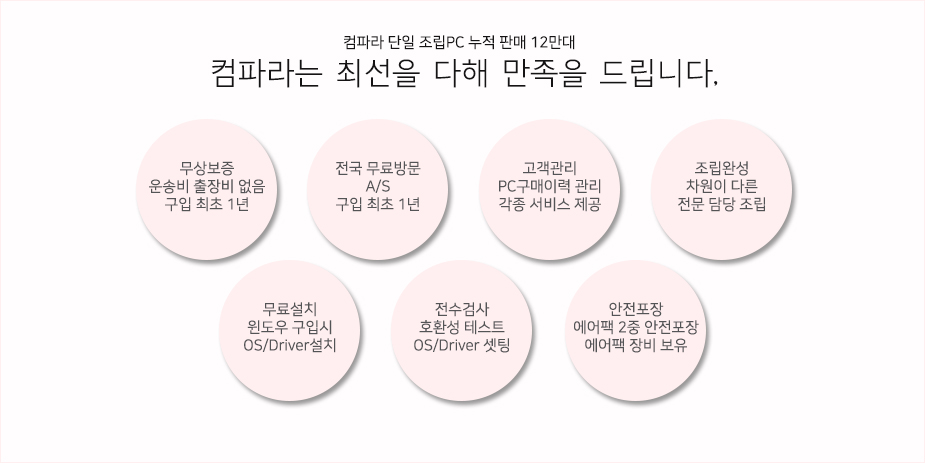 컴파라 단일 조립PC 누적 판매 12만대
컴파라는 최선을 다해 만족을 드립니다.
무상보증
운송비 출장비 없음
구입 최초 1년
전국 무료방문
A/S
구입 최초 1년
고객관리
PC구매이력 관리
각종 서비스 제공
조립완성
차원이 다른
전문 담당 조립
무료설치
윈도우 구입시
OS/Driver설치
전수검사
호환성 테스트
OS/Driver 셋팅
안전포장
에어팩 2중 안전포장
에어팩 장비 보유